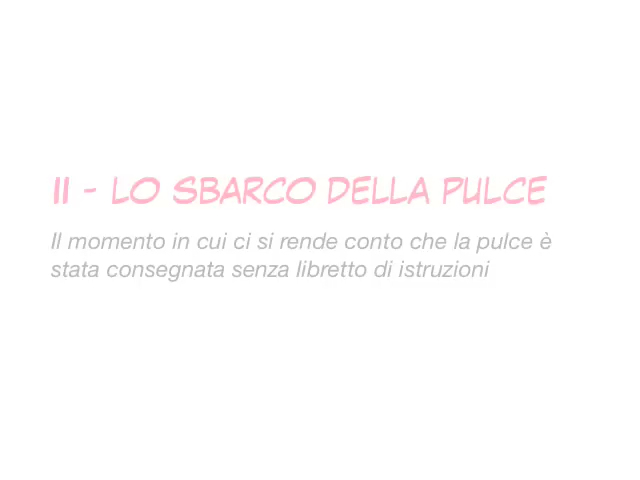 II - LO SBARCO DELLA PULCE
Il momento in cui ci si rende conto che la pulce è
stata consegnata senza libretto di istruzioni